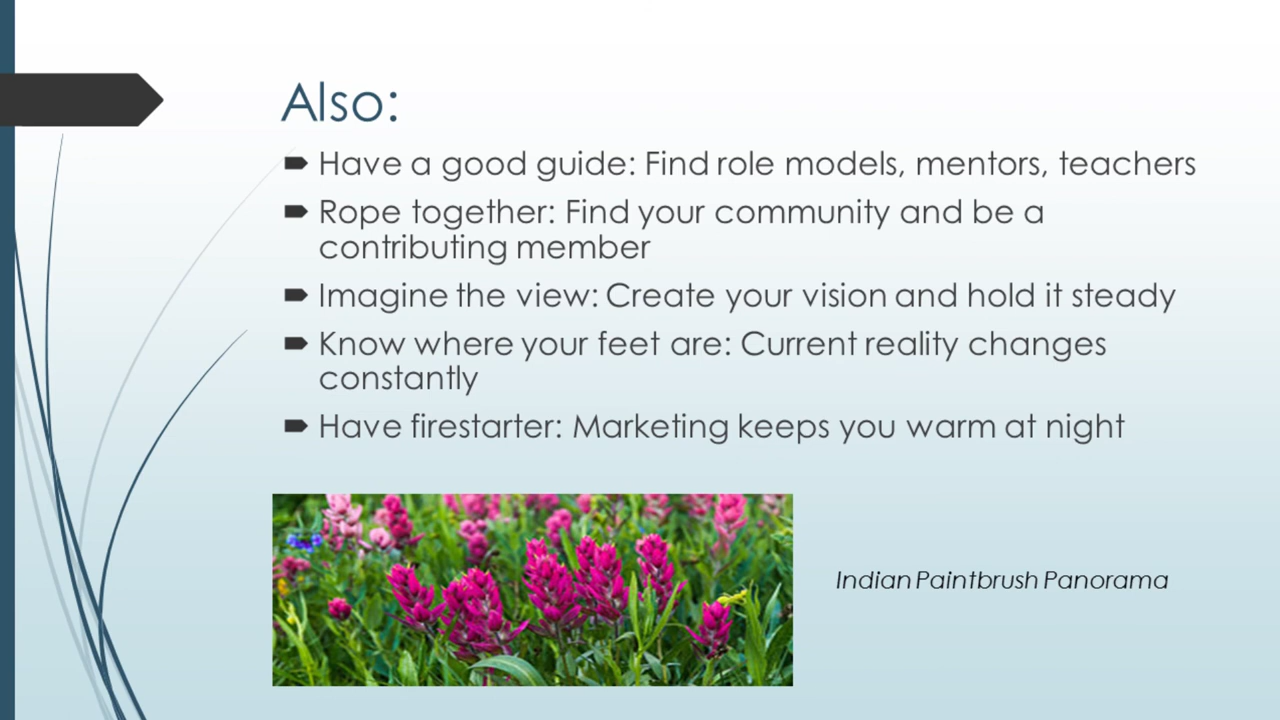 Also:
Have a good guide: Find role models, mentors, teachers
Rope together: Find your community and be a
contributing member
Imagine the view: Create your vision and hold it steady
Know where your feet are: Current reality changes
constantly
Have firestarter: Marketing keeps you warm at night
Indian Paintbrush Panorama